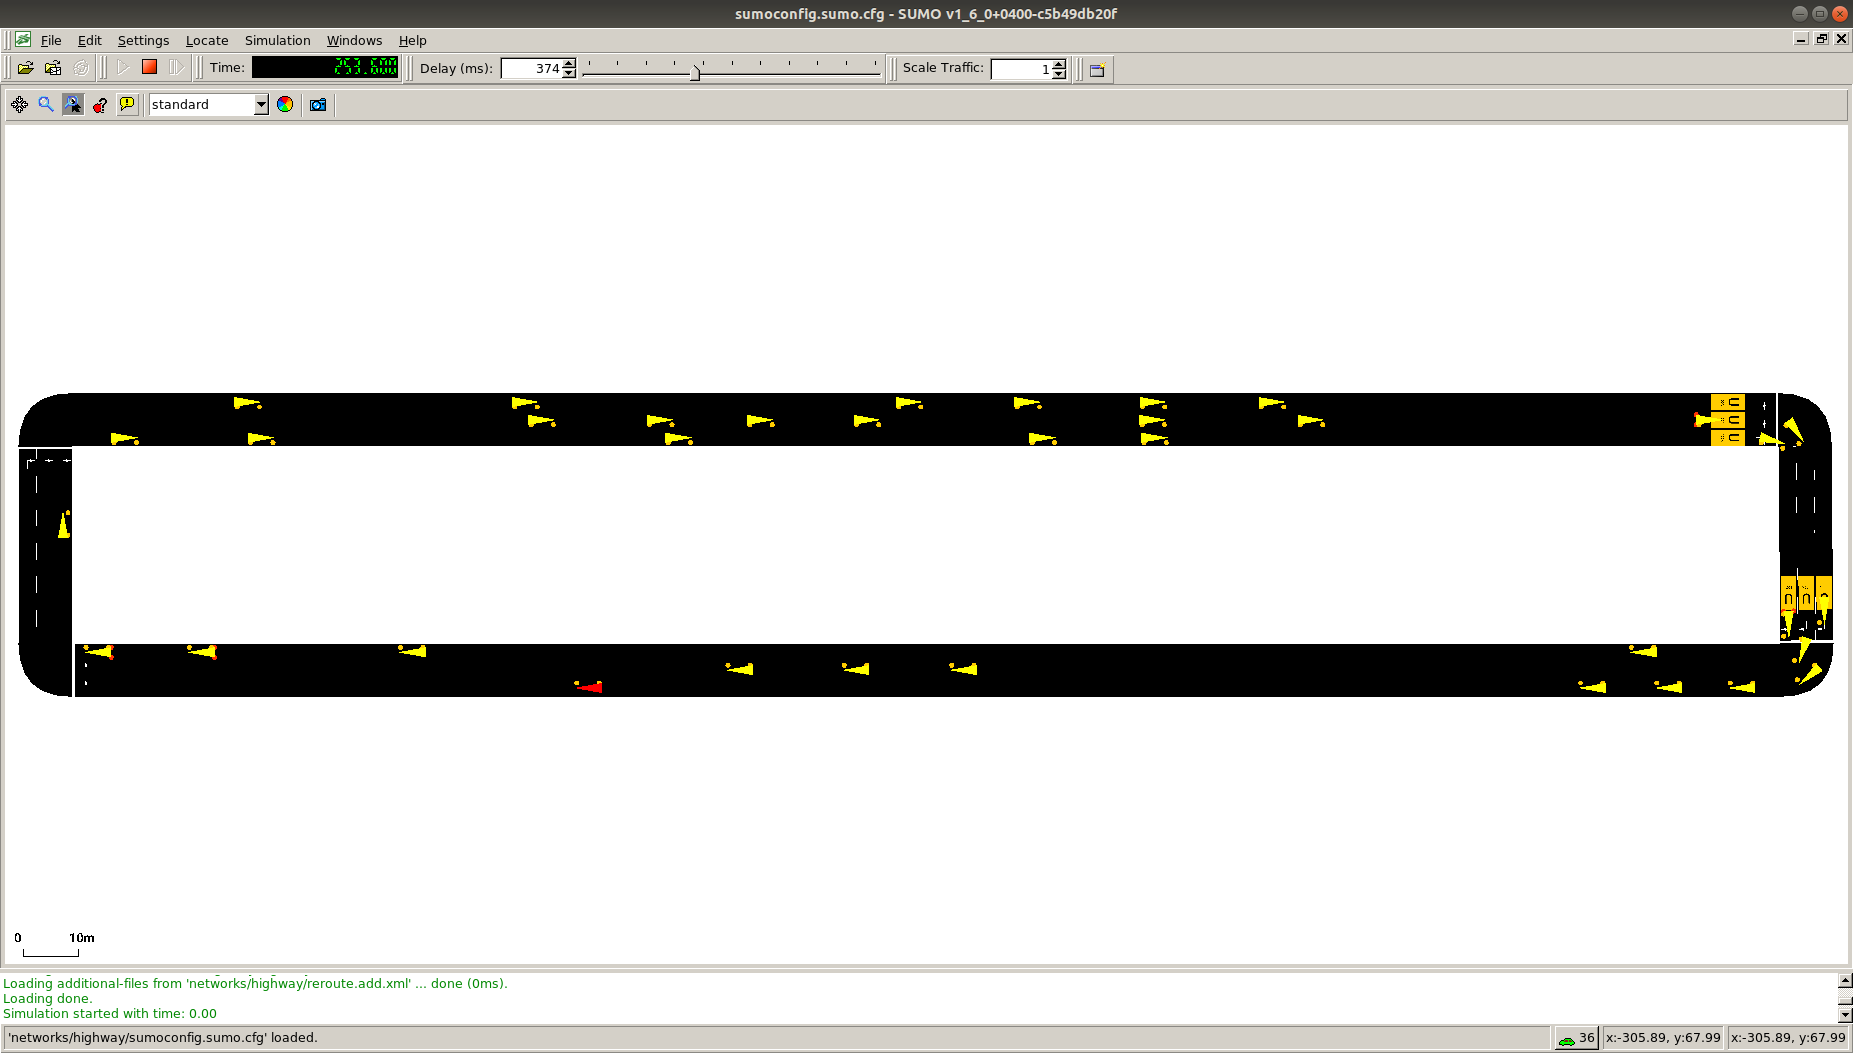 sumoconfig.sumo.cfg - SUMO v1_6_0+0400-c5b49db20f
File Edit Settings Locate Simulation Windows Help
Time: 253.600 Delay (ms): 374 Scale Traffic: 1
standard
0 10m
Loading additional-files from 'networks/highway/reroute.add.xml' ... done (0ms).
Loading done.
Simulation started with time: 0.00
'networks/highway/sumoconfig.sumo.cfg' loaded. 36 x:-305.89, y:67.99 x:-305.89, y:67.99